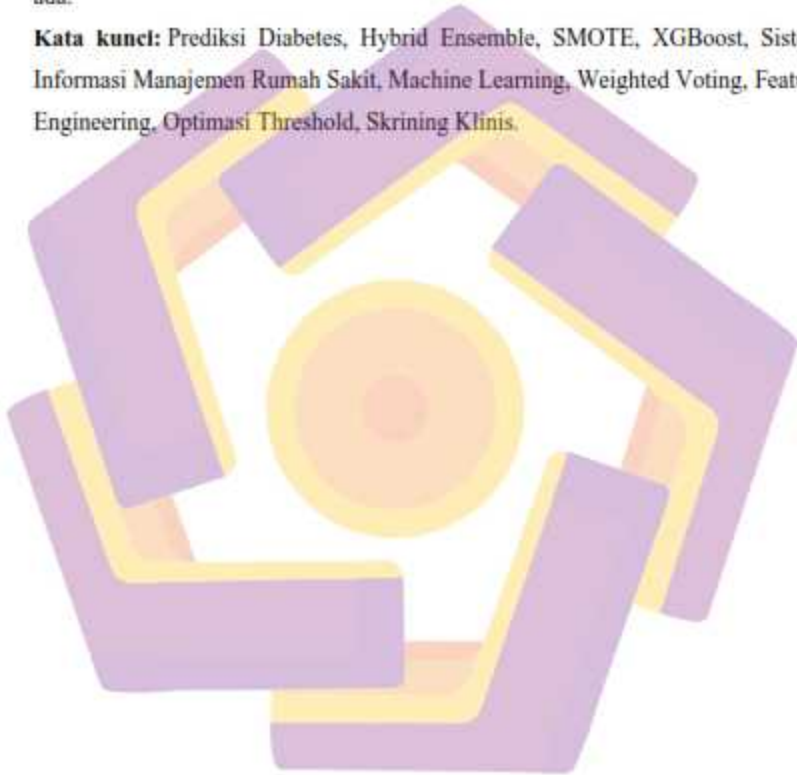 Kata kunci: Prediksi Diabetes, Hybrid Ensemble, SMOTE, XGBoost, Sist
Informasi Manajemen Rumah Sakit, Machine Learning, Weighted Voting, Feat
Engineering, Optimasi Threshold, Skrining Klinis.